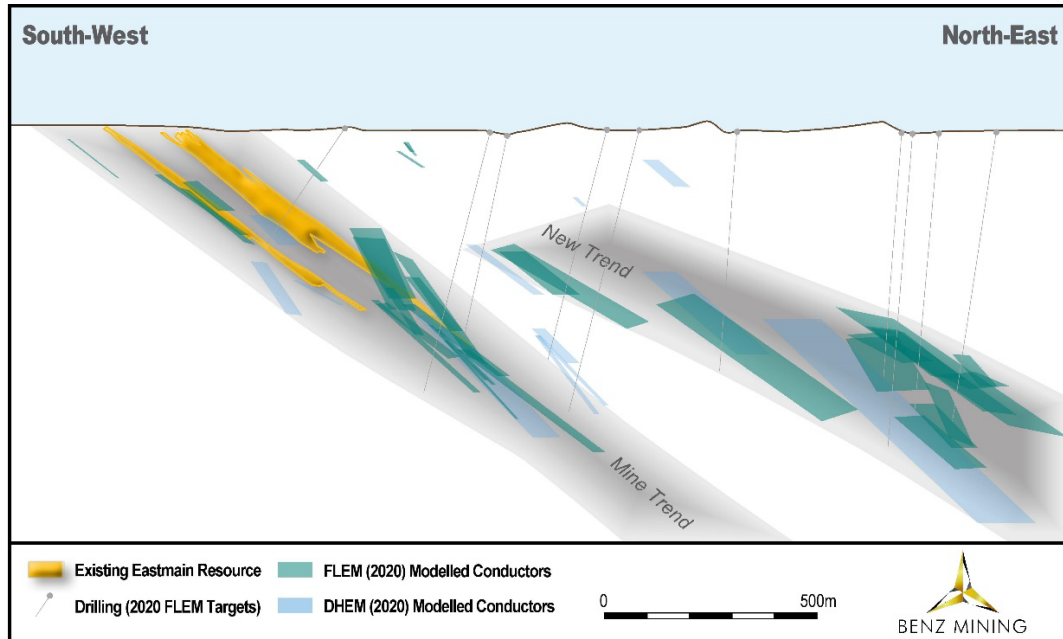 South-West
North-East
New Trend
Mine Trend
Existing Eastmain Resource
FLEM (2020) Modelled Conductors
Drilling (2020 FLEM Targets)
DHEM (2020) Modelled Conductors
0
500m
BENZ MINING